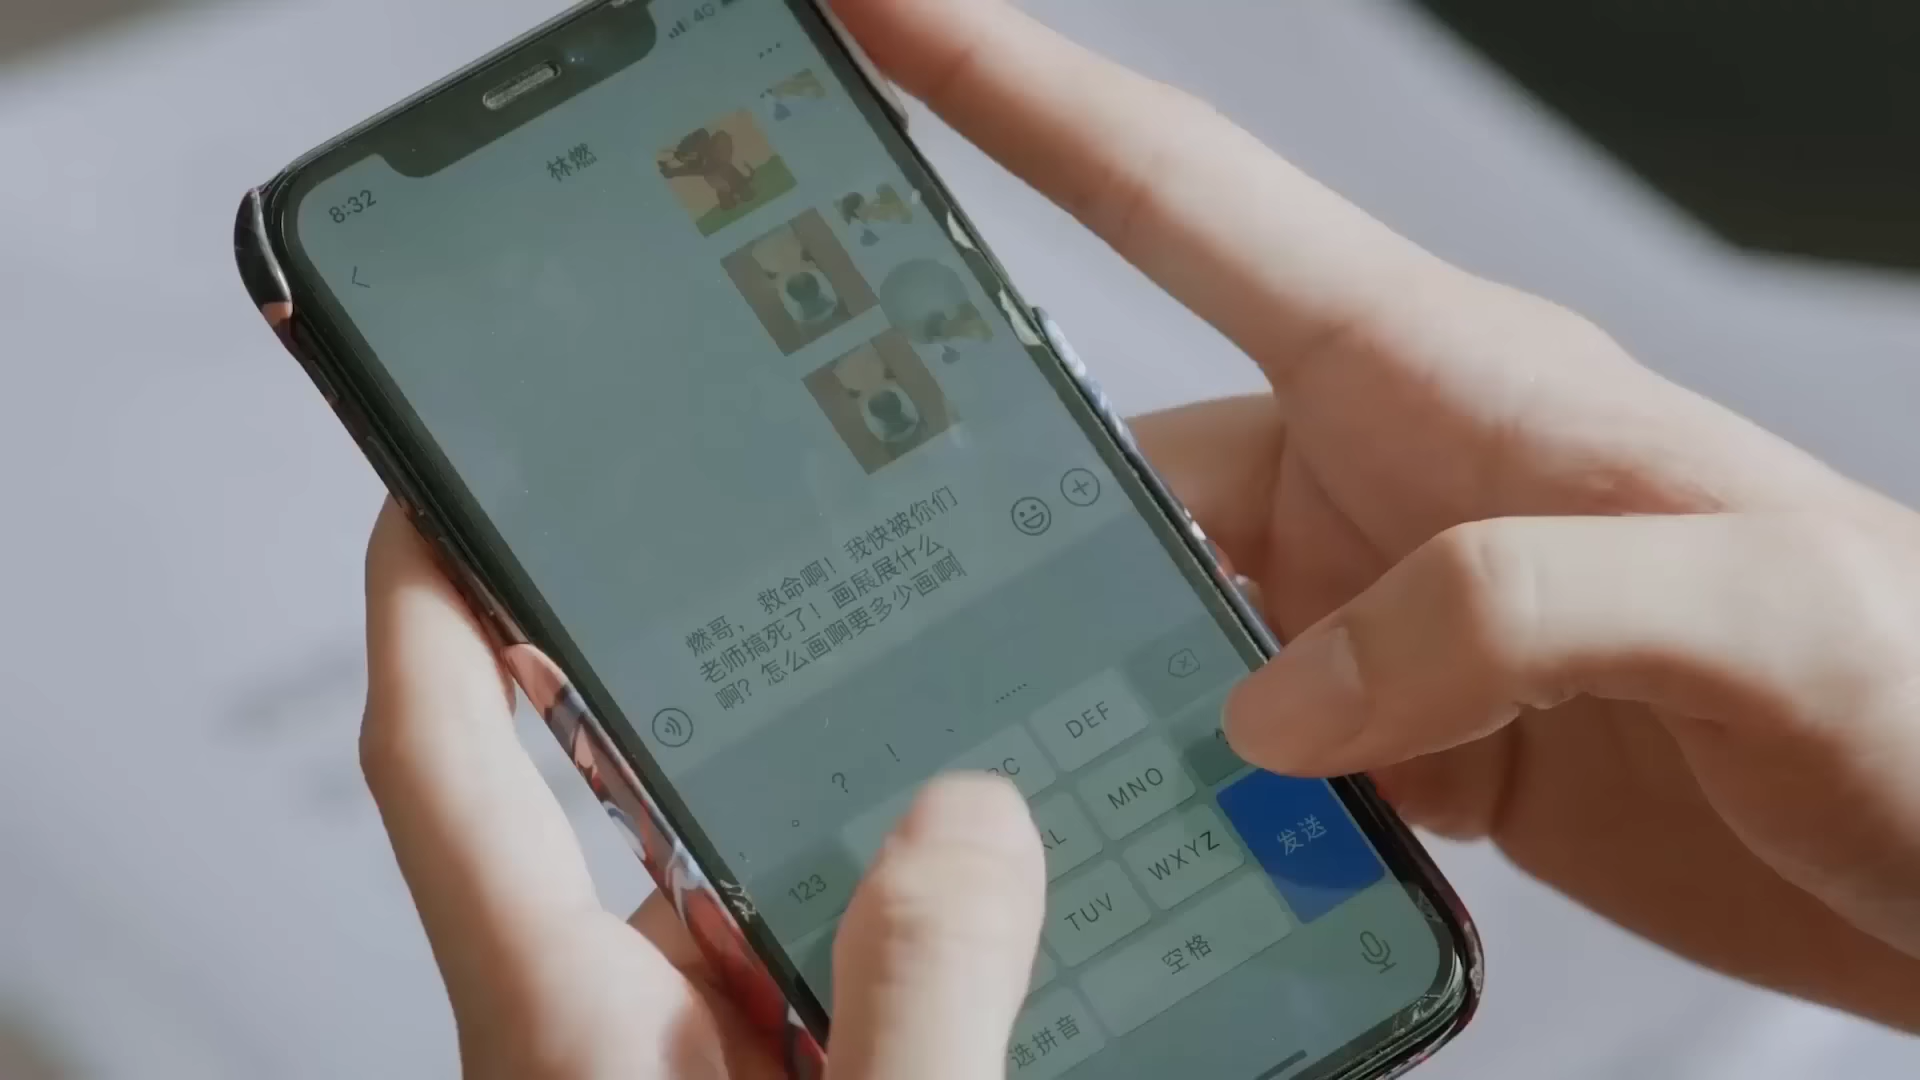 4G
8:32
林燃
燃哥，救命啊！我快被你们
老师搞死了！画展展什么
啊？怎么画啊要多少画啊
。 ？ ！ 、 ……
DEF
MNO
123
TUV
WXYZ
发送
空格
选拼音